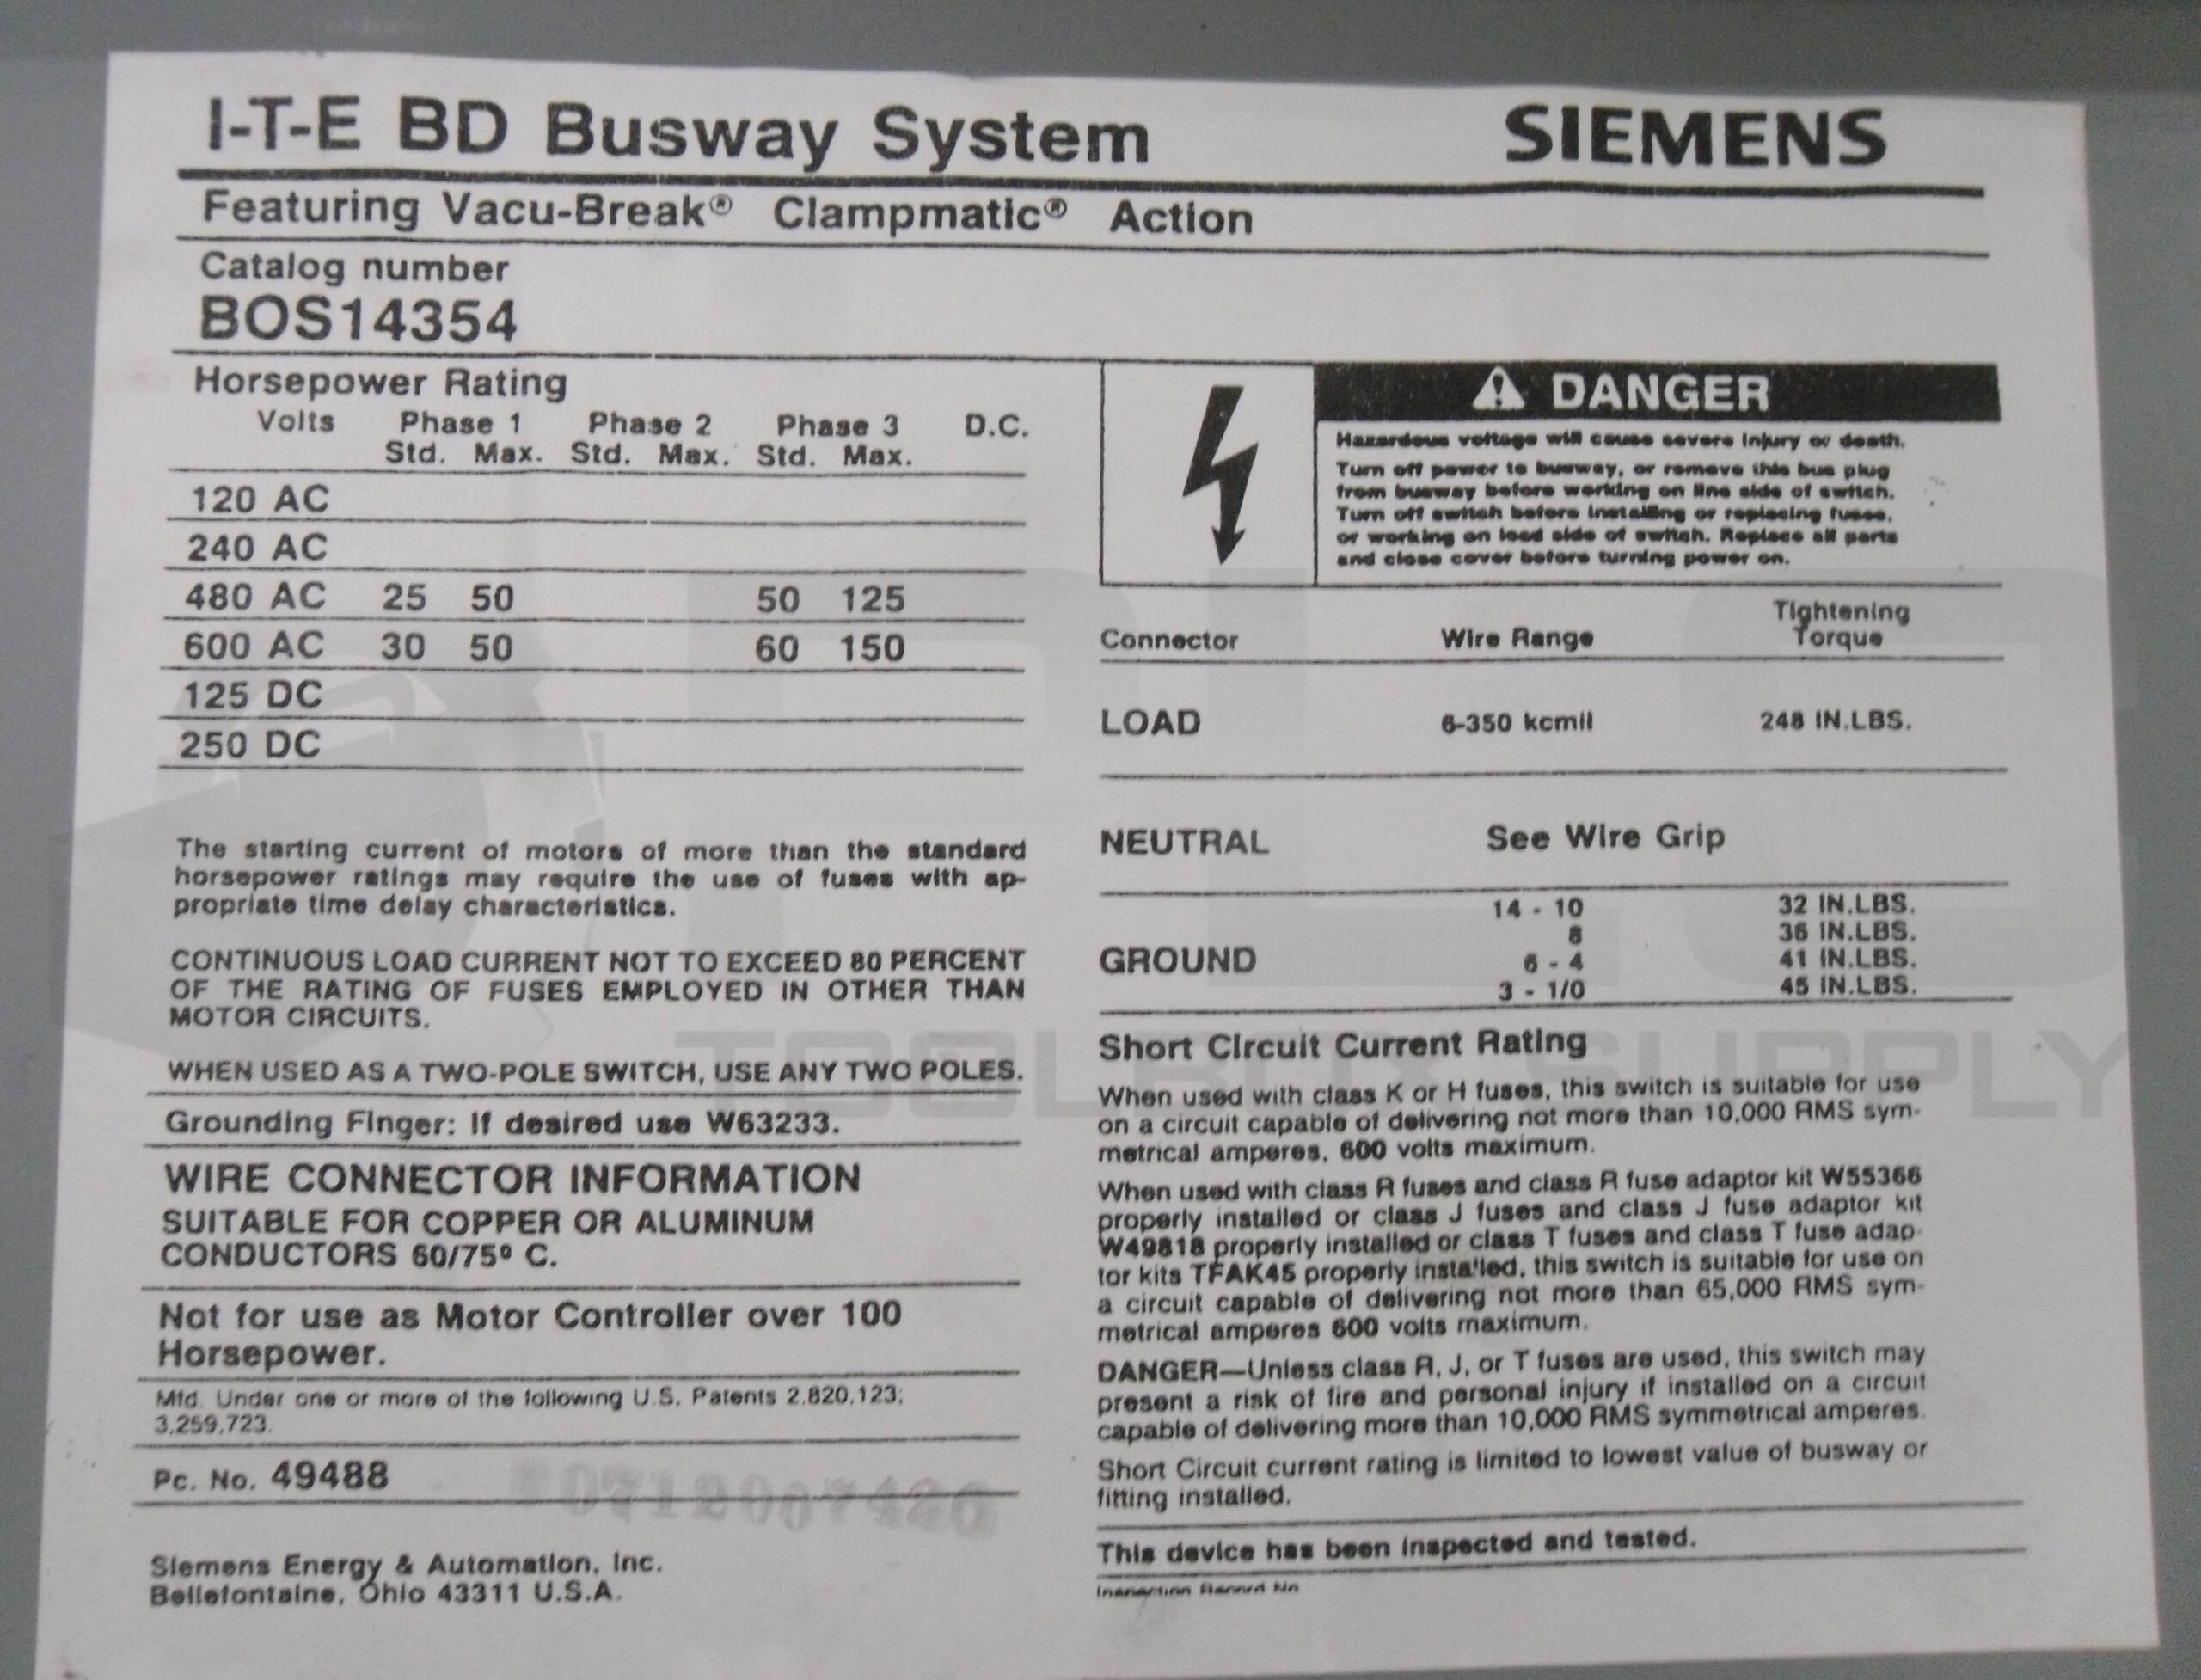 I-T-E BD Busway System
SIEMENS
Featuring Vacu-Break® Clampmatic® Action
Catalog number
BOS14354
Horsepower Rating
Volts Phase 1 Phase 2 Phase 3 D.C.
Std. Max. Std. Max. Std. Max.
120 AC
240 AC
480 AC 25 50 50 125
600 AC 30 50 60 150
125 DC
250 DC
The starting current of motors of more than the standard
horsepower ratings may require the use of fuses with ap-
propriate time delay characteristics.
CONTINUOUS LOAD CURRENT NOT TO EXCEED 80 PERCENT
OF THE RATING OF FUSES EMPLOYED IN OTHER THAN
MOTOR CIRCUITS.
WHEN USED AS A TWO-POLE SWITCH, USE ANY TWO POLES.
Grounding Finger: If desired use W63233.
WIRE CONNECTOR INFORMATION
SUITABLE FOR COPPER OR ALUMINUM
CONDUCTORS 60/75º C.
Not for use as Motor Controller over 100
Horsepower.
Mfd. Under one or more of the following U.S. Patents 2,820,123;
3,259,723.
Pc. No. 49488
Siemens Energy & Automation, Inc.
Bellefontaine, Ohio 43311 U.S.A.
⚠ DANGER
Hazardous voltage will cause severe injury or death.
Turn off power to busway, or remove this bus plug
from busway before working on line side of switch.
Turn off switch before installing or replacing fuses,
or working on load side of switch. Replace all parts
and close cover before turning power on.
Connector Wire Range Tightening Torque
LOAD 6-350 kcmil 248 IN.LBS.
NEUTRAL See Wire Grip
GROUND
14 - 10 32 IN.LBS.
8 36 IN.LBS.
6 - 4 41 IN.LBS.
3 - 1/0 45 IN.LBS.
Short Circuit Current Rating
When used with class K or H fuses, this switch is suitable for use
on a circuit capable of delivering not more than 10,000 RMS sym-
metrical amperes, 600 volts maximum.
When used with class R fuses and class R fuse adaptor kit W55366
properly installed or class J fuses and class J fuse adaptor kit
W49818 properly installed or class T fuses and class T fuse adap-
tor kits TFAK45 properly installed, this switch is suitable for use on
a circuit capable of delivering not more than 65,000 RMS sym-
metrical amperes 600 volts maximum.
DANGER—Unless class R, J, or T fuses are used, this switch may
present a risk of fire and personal injury if installed on a circuit
capable of delivering more than 10,000 RMS symmetrical amperes.
Short Circuit current rating is limited to lowest value of busway or
fitting installed.
This device has been inspected and tested.
Inspection Record No
TOOLBOX SUPPLY